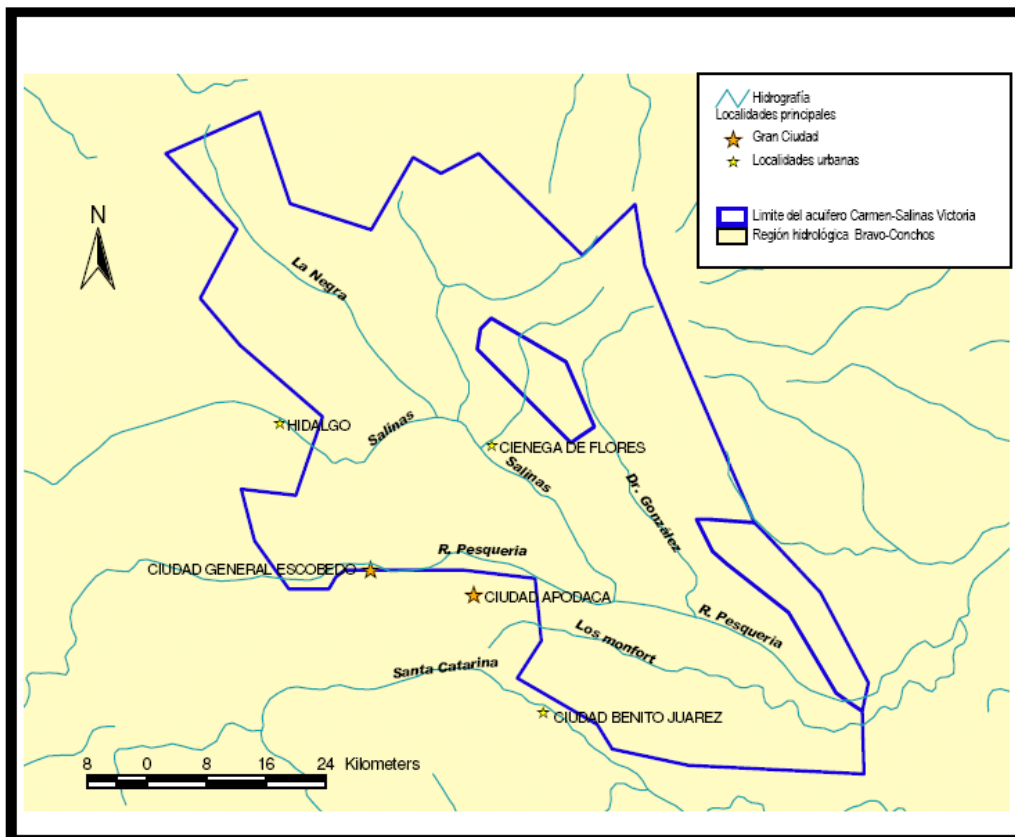 Hidrografía
Localidades principales
Gran Ciudad
Localidades urbanas
Limite del acuifero Carmen-Salinas Victoria
Región hidrológica Bravo-Conchos
N
La Negra
HIDALGO
Salinas
CIENEGA DE FLORES
Salinas
Dr. González
R. Pesqueria
CIUDAD GENERAL ESCOBEDO
CIUDAD APODACA
R. Pesqueria
Los monfort
Santa Catarina
CIUDAD BENITO JUAREZ
8 0 8 16 24 Kilometers